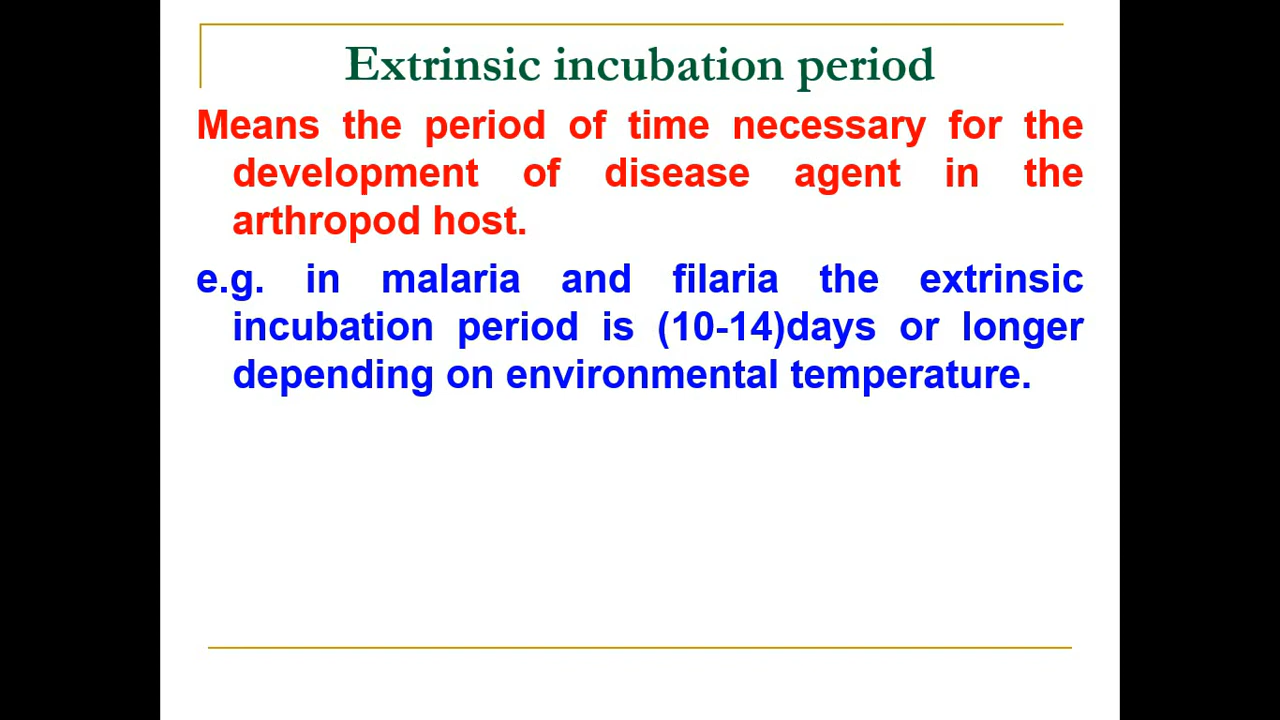 Extrinsic incubation period
Means the period of time necessary for the
development of disease agent in the
arthropod host.
e.g. in malaria and filaria the extrinsic
incubation period is (10-14)days or longer
depending on environmental temperature.